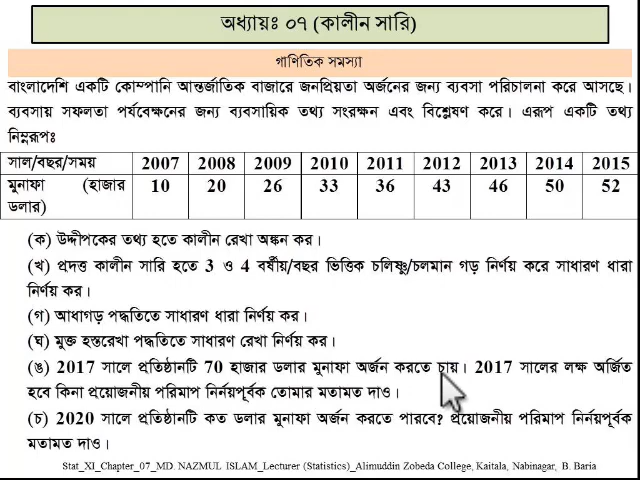 অধ্যায়ঃ ০৭ (কালীন সারি)
গাণিতিক সমস্যা
বাংলাদেশি একটি কোম্পানি আন্তর্জাতিক বাজারে জনপ্রিয়তা অর্জনের জন্য ব্যবসা পরিচালনা করে আসছে।
ব্যবসায় সফলতা পর্যবেক্ষনের জন্য ব্যবসায়িক তথ্য সংরক্ষন এবং বিশ্লেষণ করে। এরূপ একটি তথ্য
নিম্নরূপঃ
সাল/বছর/সময় 2007 2008 2009 2010 2011 2012 2013 2014 2015
মুনাফা (হাজার 10 20 26 33 36 43 46 50 52
ডলার)
(ক) উদ্দীপকের তথ্য হতে কালীন রেখা অঙ্কন কর।
(খ) প্রদত্ত কালীন সারি হতে 3 ও 4 বর্ষীয়/বছর ভিত্তিক চলিষ্ণু/চলমান গড় নির্ণয় করে সাধারণ ধারা
নির্ণয় কর।
(গ) আধাগড় পদ্ধতিতে সাধারণ ধারা নির্ণয় কর।
(ঘ) মুক্ত হস্তরেখা পদ্ধতিতে সাধারণ রেখা নির্ণয় কর।
(ঙ) 2017 সালে প্রতিষ্ঠানটি 70 হাজার ডলার মুনাফা অর্জন করতে চায়। 2017 সালের লক্ষ অর্জিত
হবে কিনা প্রয়োজনীয় পরিমাপ নির্নয়পূর্বক তোমার মতামত দাও।
(চ) 2020 সালে প্রতিষ্ঠানটি কত ডলার মুনাফা অর্জন করতে পারবে? প্রয়োজনীয় পরিমাপ নির্নয়পূর্বক
মতামত দাও।
Stat_XI_Chapter_07_MD. NAZMUL ISLAM_Lecturer (Statistics)_Alimuddin Zobeda College, Kaitala, Nabinagar, B. Baria